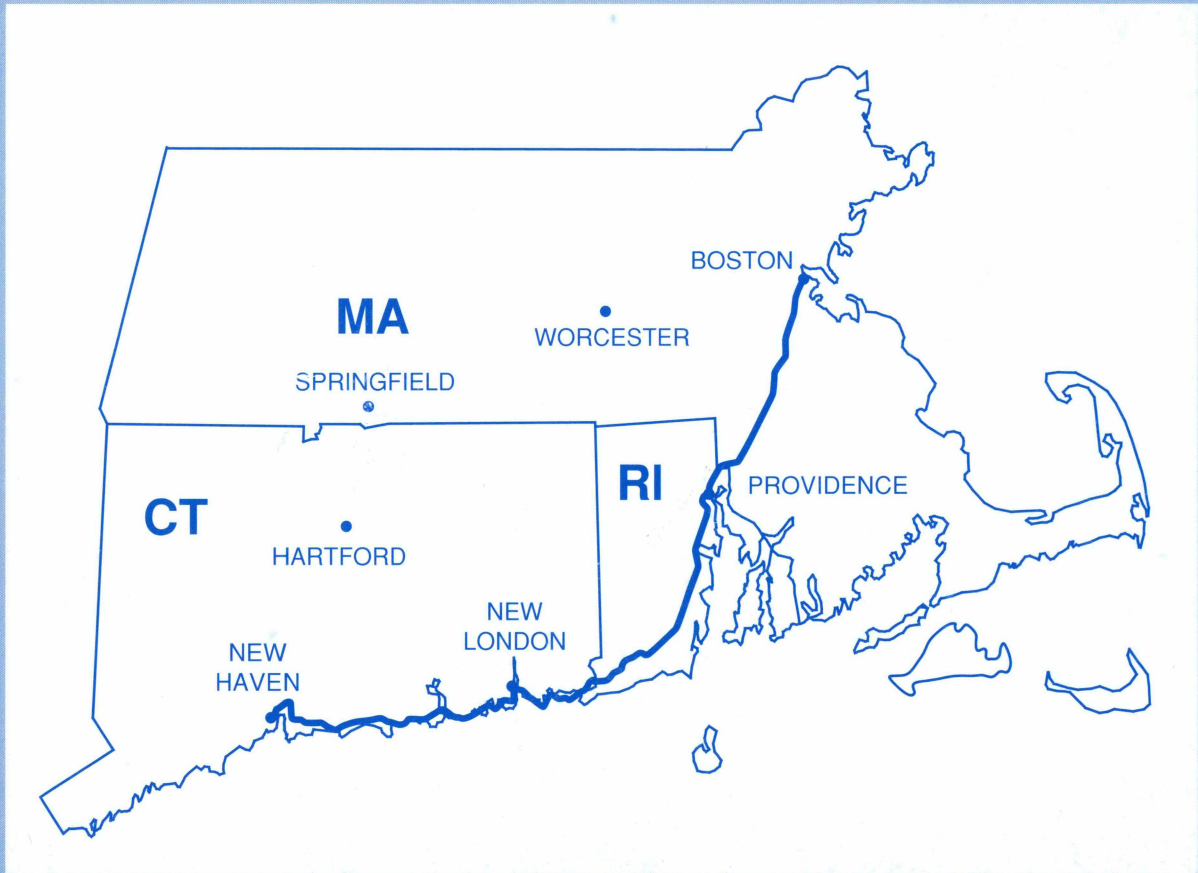 BOSTON
MA
WORCESTER
SPRINGFIELD
RI
PROVIDENCE
CT
HARTFORD
NEW
LONDON
NEW
HAVEN